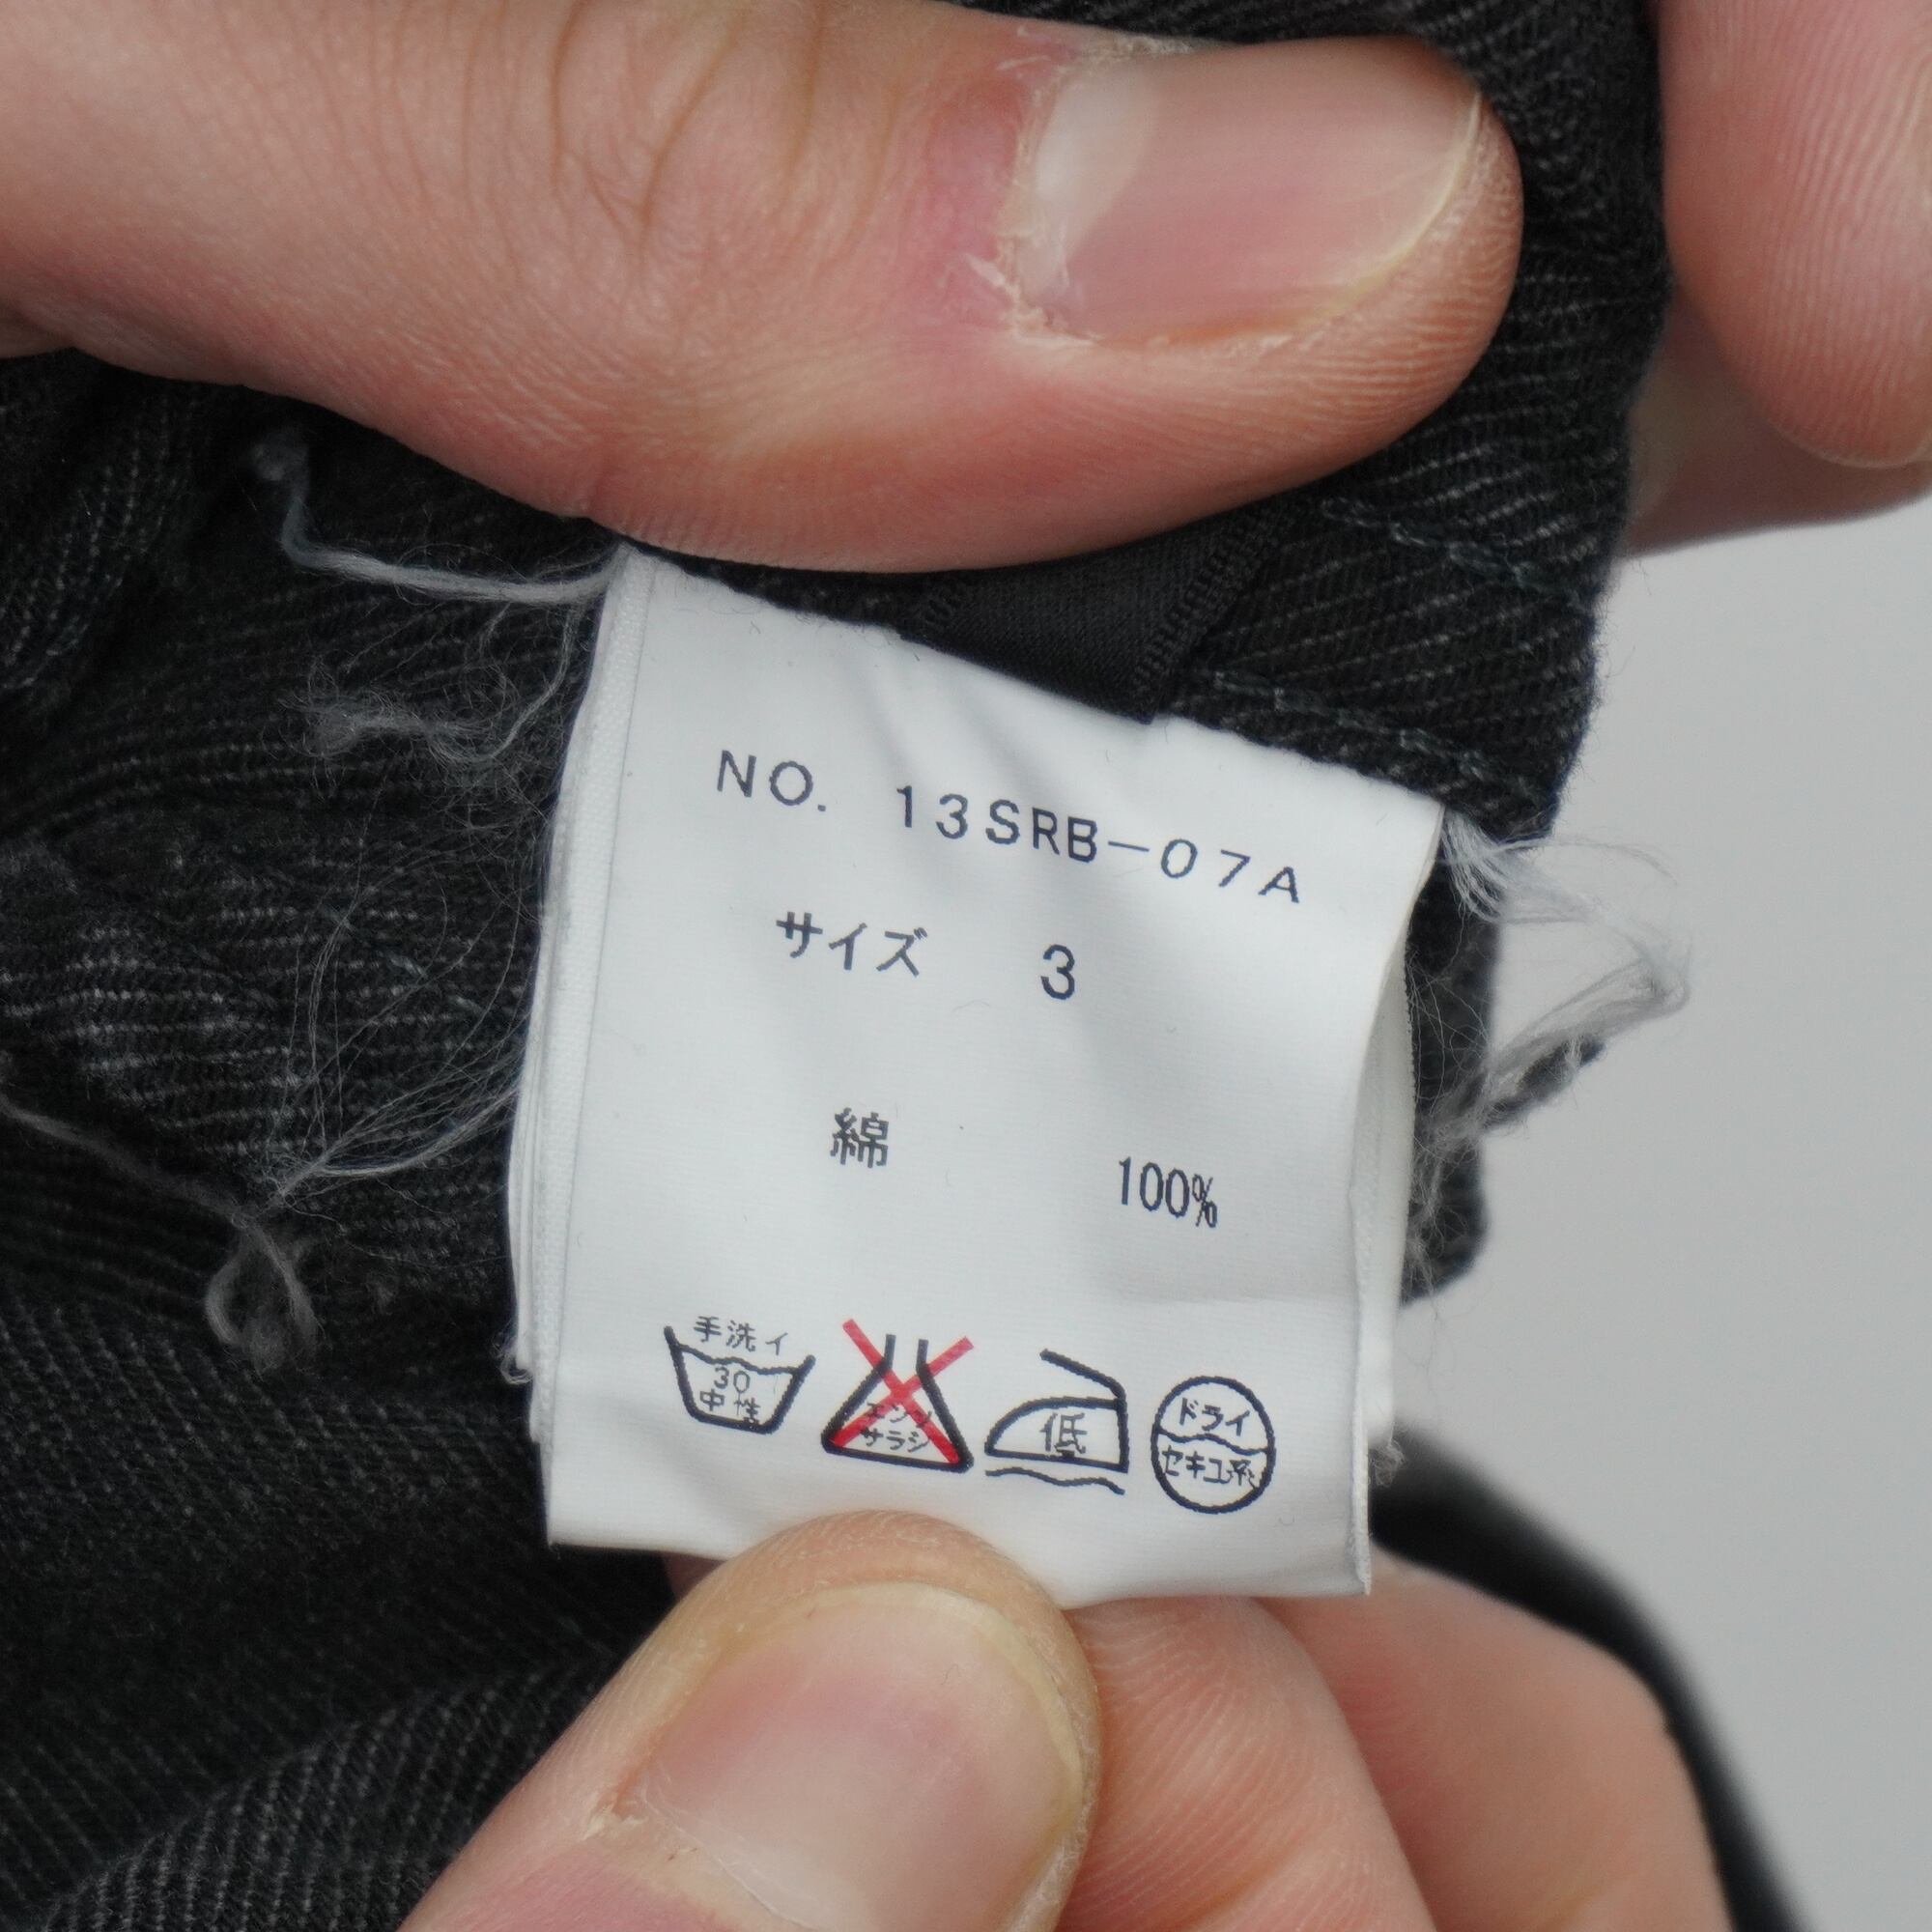 NO. 13SRB-07A
サイズ 3
綿 100%
手洗イ
30
中性
エンソ
サラシ
低
ドライ
セキユ系